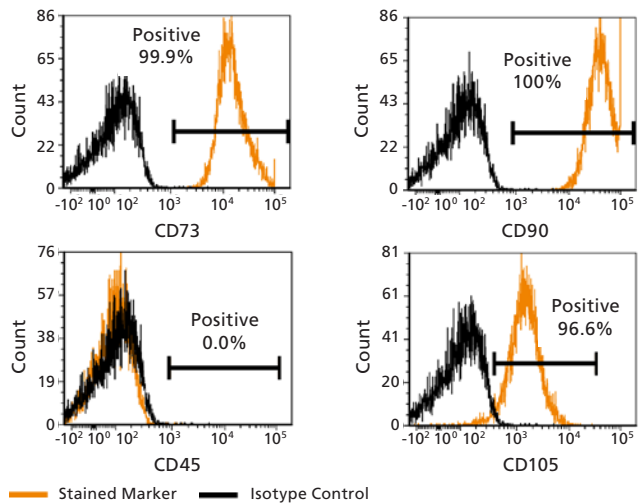 86
65
43
22
0
Count
Positive
99.9%
-10² 10⁰ 10² 10³ 10⁴ 10⁵
CD73
86
65
43
22
0
Count
Positive
100%
-10² 10⁰ 10² 10³ 10⁴ 10⁵
CD90
76
57
38
19
0
Count
Positive
0.0%
-10² 10⁰ 10² 10³ 10⁴ 10⁵
CD45
81
61
41
20
0
Count
Positive
96.6%
-10² 10⁰ 10² 10³ 10⁴ 10⁵
CD105
Stained Marker Isotype Control